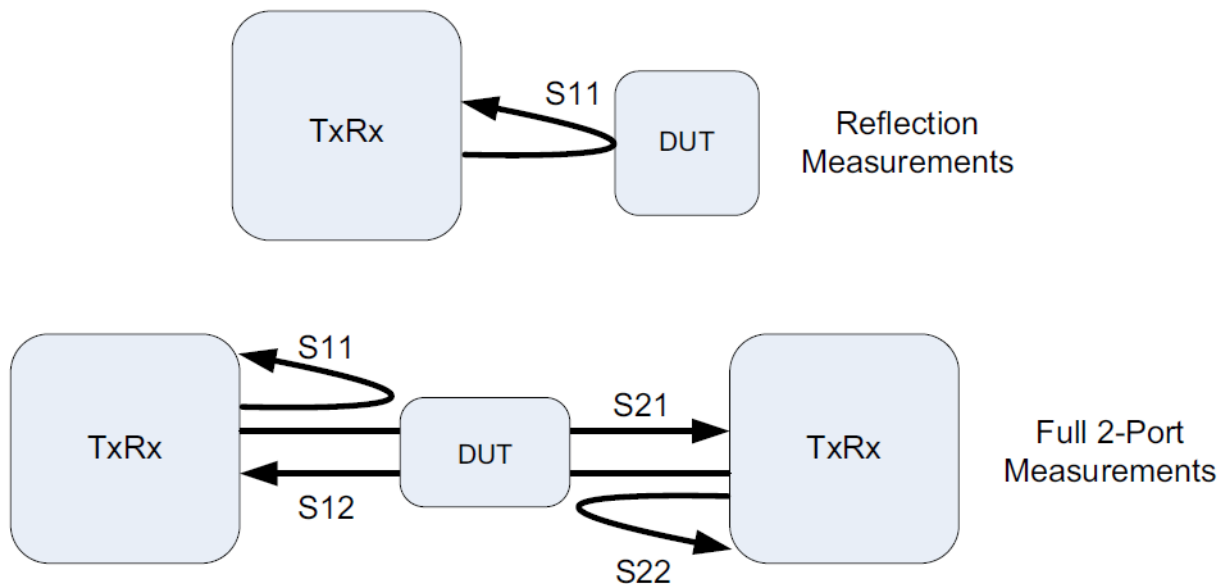 S11
TxRx
DUT
Reflection
Measurements
S11
TxRx
S21
DUT
TxRx
S12
S22
Full 2-Port
Measurements